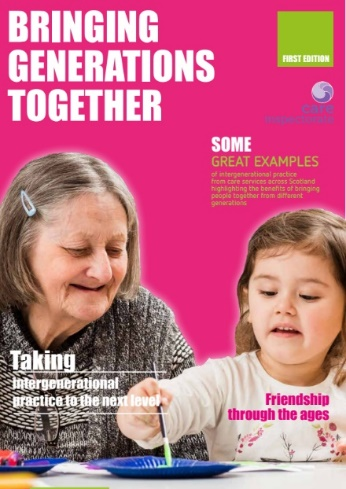 BRINGING
GENERATIONS
TOGETHER
FIRST EDITION
care
inspectorate
SOME
GREAT EXAMPLES
of intergenerational practice
from care services across Scotland
highlighting the benefits of bringing
people together from different
generations
Taking
intergenerational
practice to the next level
Friendship
through the ages